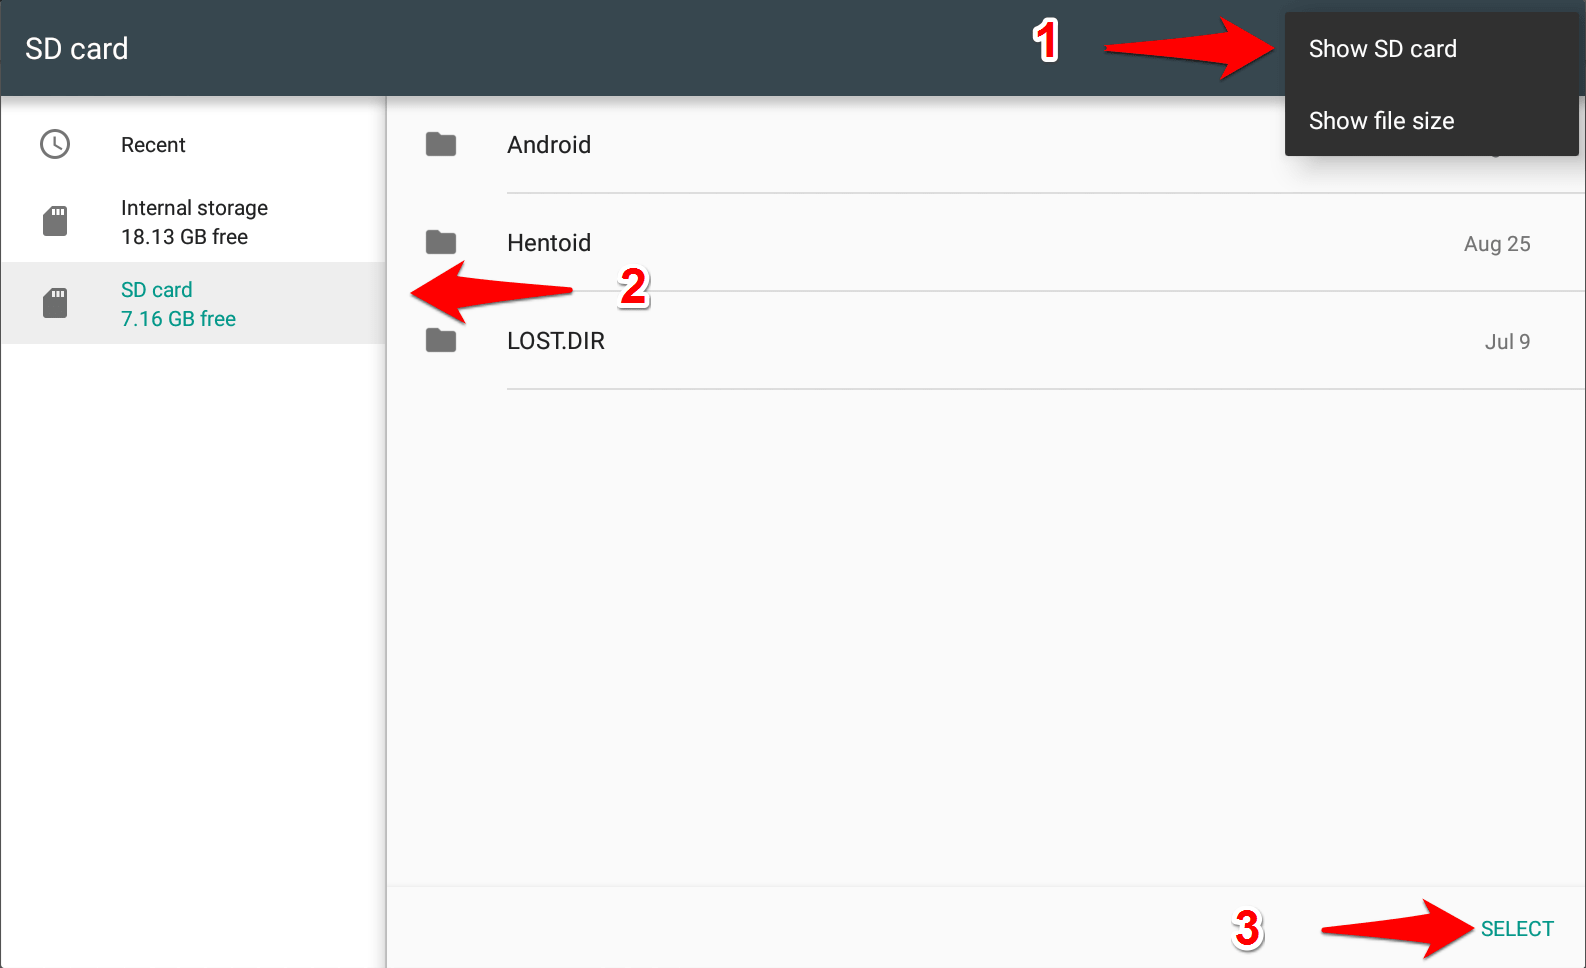 SD card
1
Show SD card
Show file size
Recent
Internal storage
18.13 GB free
SD card
7.16 GB free
Android
Hentoid
Aug 25
2
LOST.DIR
Jul 9
3
SELECT